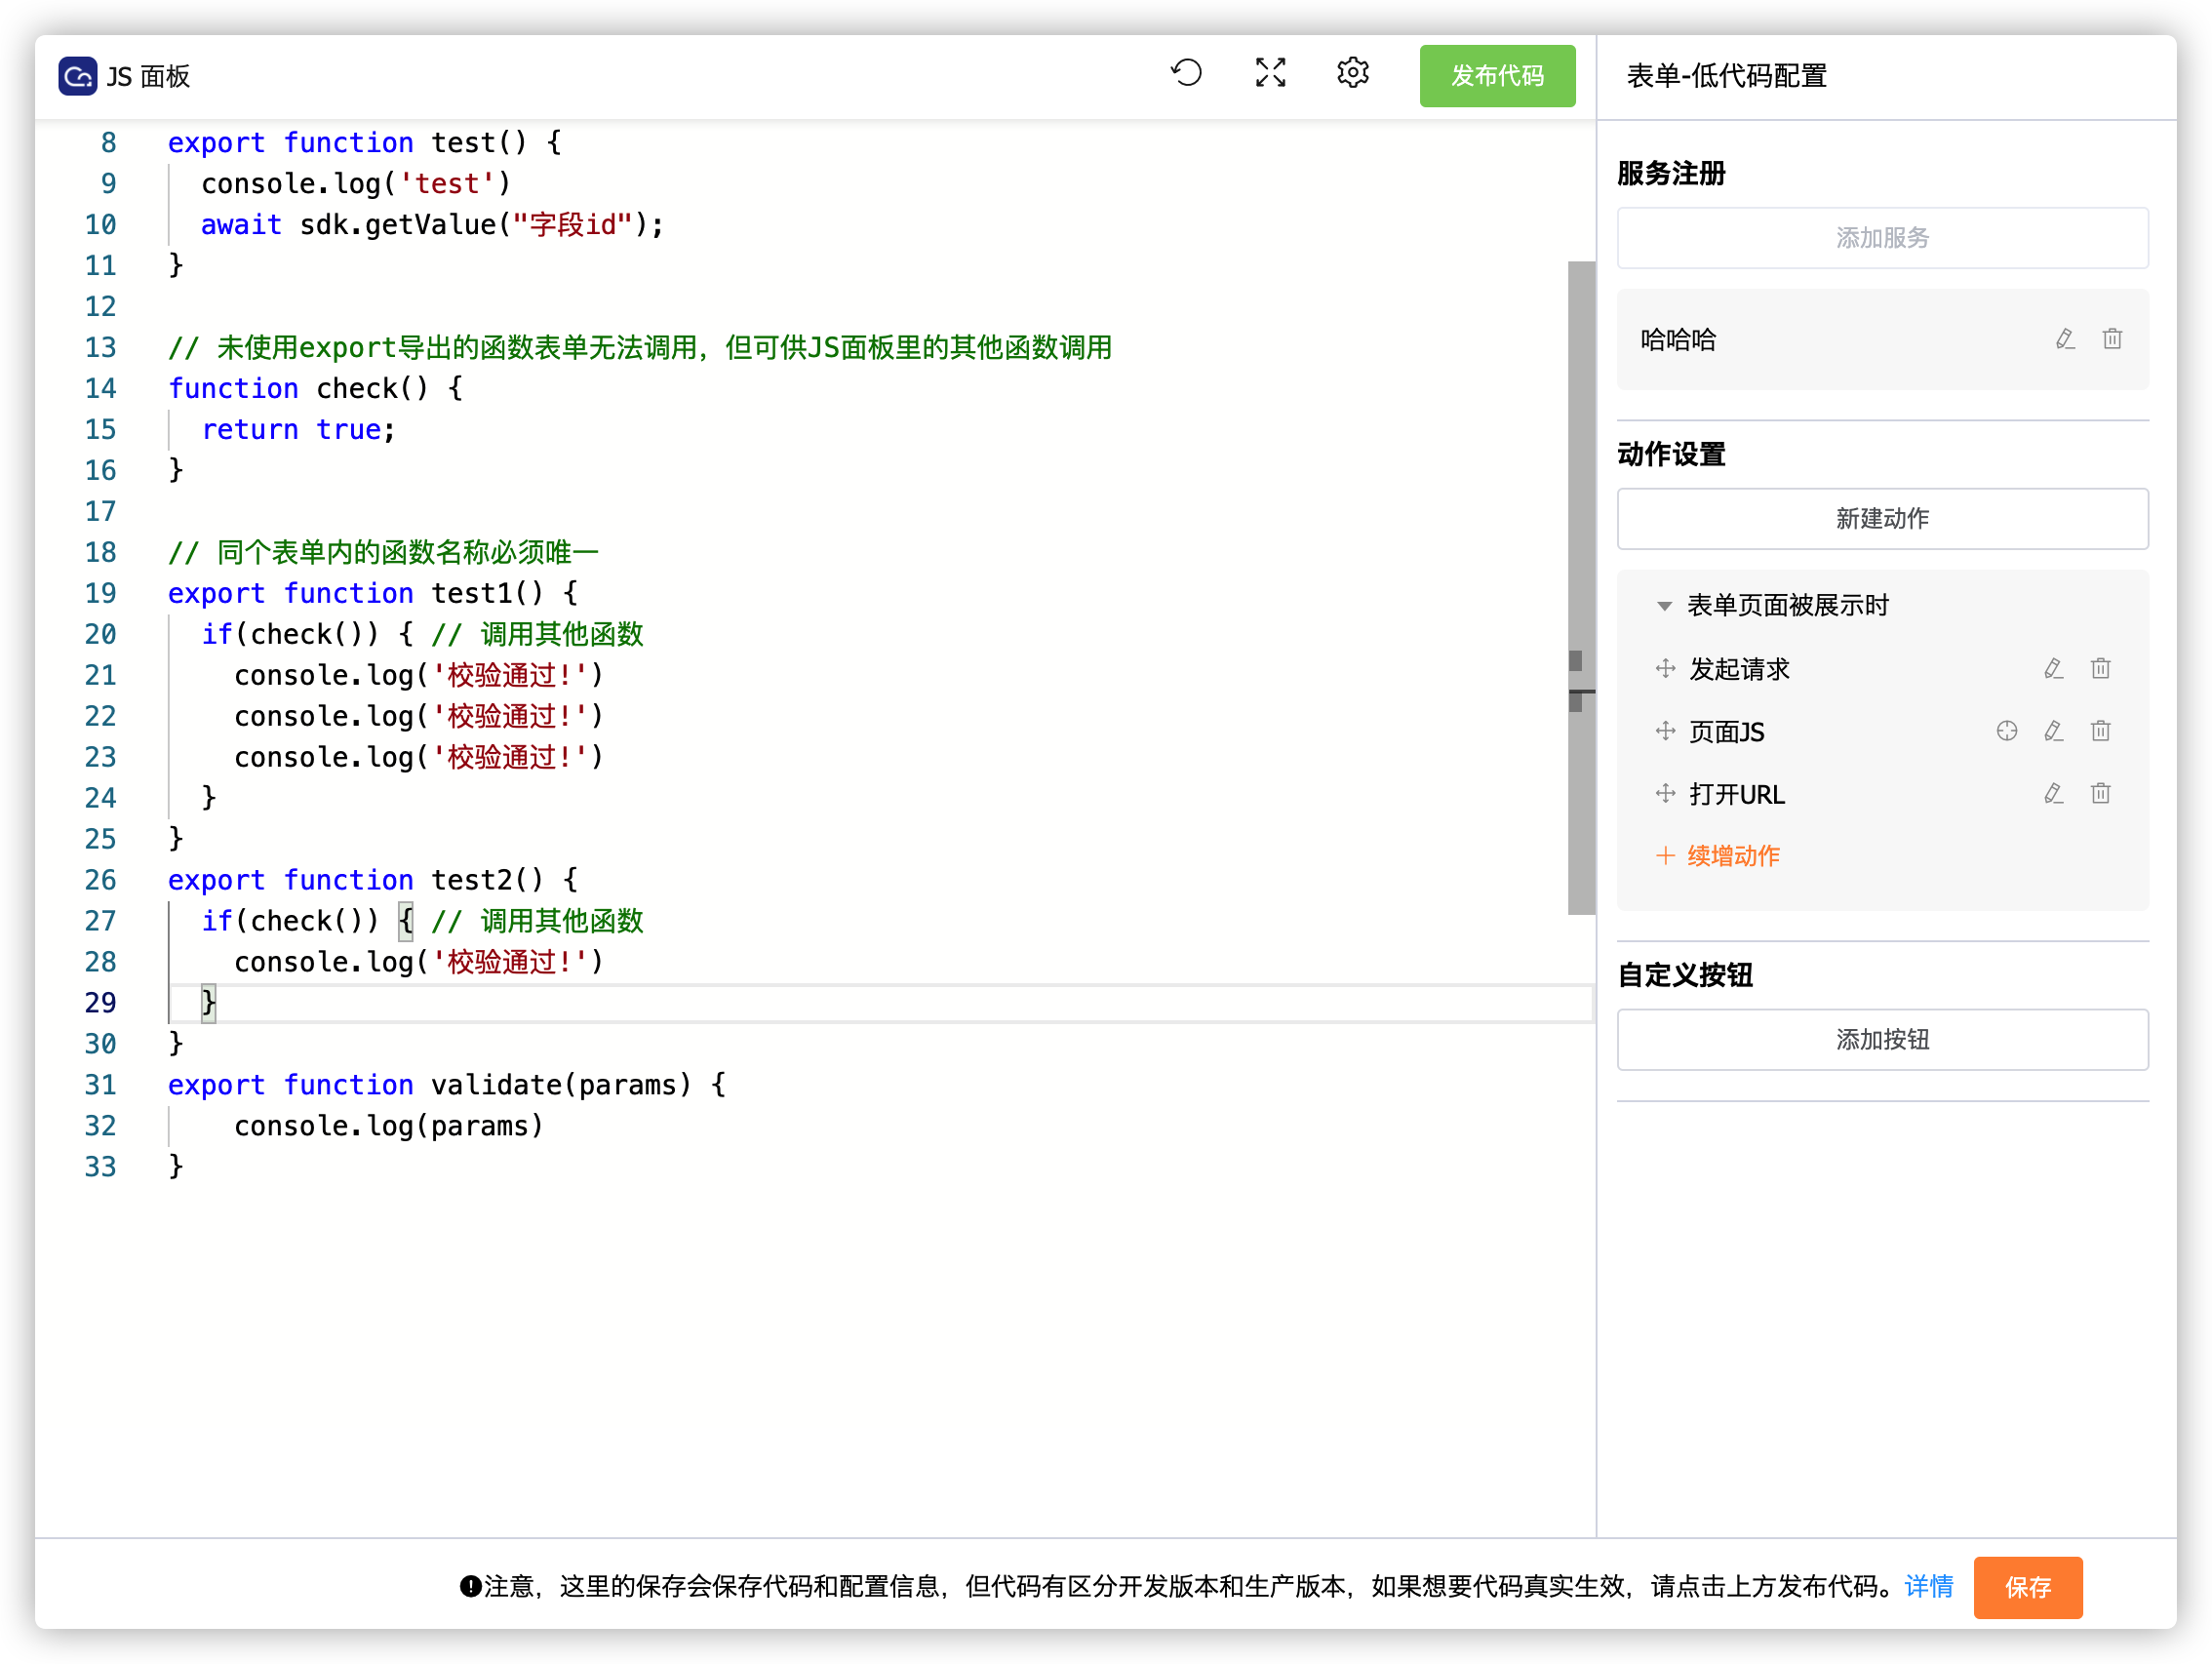 JS 面板
发布代码
8 export function test() {
9 console.log('test')
10 await sdk.getValue("字段id");
11 }
12
13 // 未使用export导出的函数表单无法调用，但可供JS面板里的其他函数调用
14 function check() {
15 return true;
16 }
17
18 // 同个表单内的函数名称必须唯一
19 export function test1() {
20 if(check()) { // 调用其他函数
21 console.log('校验通过!')
22 console.log('校验通过!')
23 console.log('校验通过!')
24 }
25 }
26 export function test2() {
27 if(check()) { // 调用其他函数
28 console.log('校验通过!')
29 }
30 }
31 export function validate(params) {
32 console.log(params)
33 }
表单-低代码配置
服务注册
添加服务
哈哈哈
动作设置
新建动作
表单页面被展示时
发起请求
页面JS
打开URL
续增动作
自定义按钮
添加按钮
注意，这里的保存会保存代码和配置信息，但代码有区分开发版本和生产版本，如果想要代码真实生效，请点击上方发布代码。详情
保存